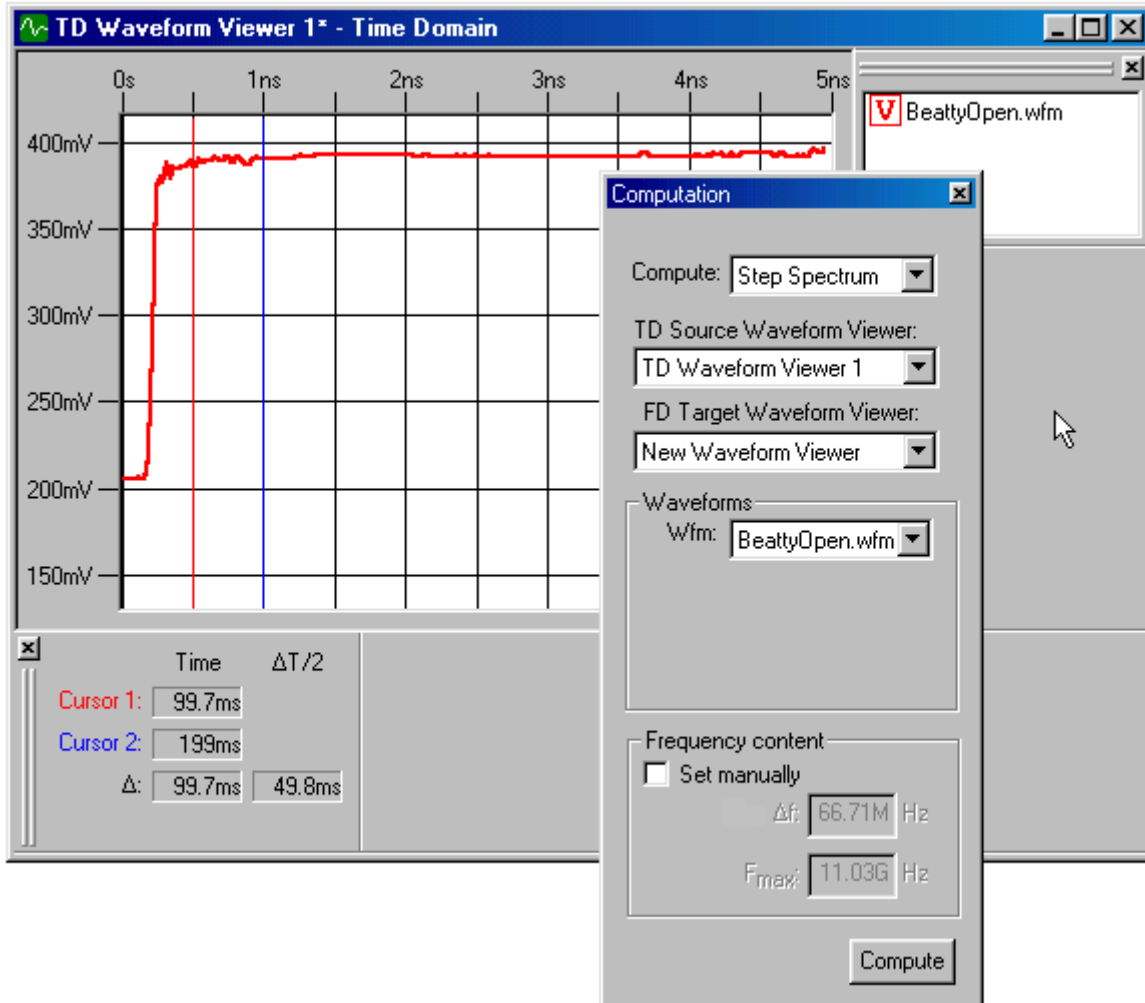 TD Waveform Viewer 1* - Time Domain
0s 1ns 2ns 3ns 4ns 5ns
400mV
350mV
300mV
250mV
200mV
150mV
V BeattyOpen.wfm
Time ΔT/2
Cursor 1: 99.7ms
Cursor 2: 199ms
Δ: 99.7ms 49.8ms
Computation
Compute: Step Spectrum
TD Source Waveform Viewer:
TD Waveform Viewer 1
FD Target Waveform Viewer:
New Waveform Viewer
Waveforms
Wfm: BeattyOpen.wfm
Frequency content
Set manually
Δf: 66.71M Hz
Fmax: 11.03G Hz
Compute